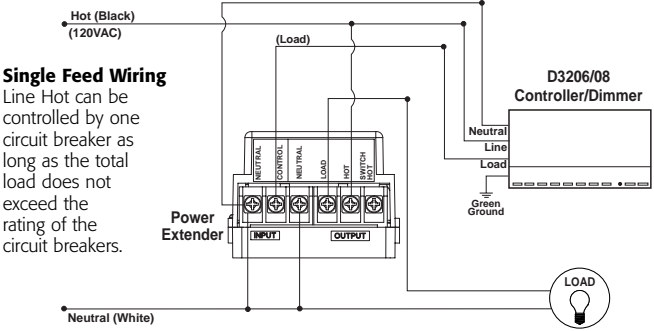 Hot (Black)
(120VAC)
(Load)
Single Feed Wiring
Line Hot can be
controlled by one
circuit breaker as
long as the total
load does not
exceed the
rating of the
circuit breakers.
D3206/08
Controller/Dimmer
Neutral
Line
Load
Green
Ground
NEUTRAL
CONTROL
NEUTRAL
LOAD
HOT
SWITCH
HOT
Power
Extender
INPUT
OUTPUT
LOAD
Neutral (White)